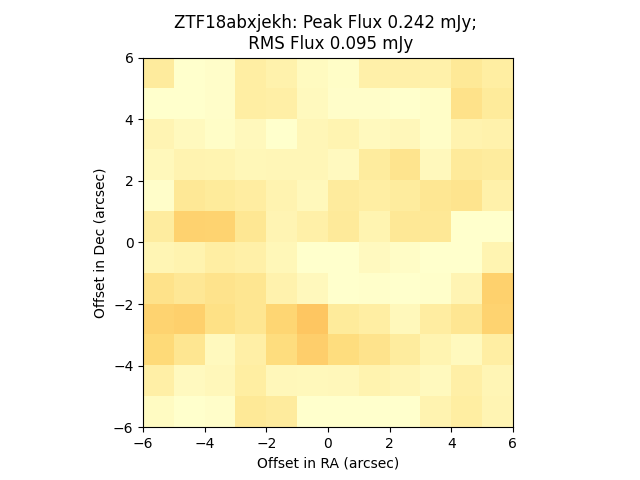 ZTF18abxjekh: Peak Flux 0.242 mJy;
RMS Flux 0.095 mJy
6
4
2
0
−2
−4
−6
Offset in Dec (arcsec)
−6 −4 −2 0 2 4 6
Offset in RA (arcsec)